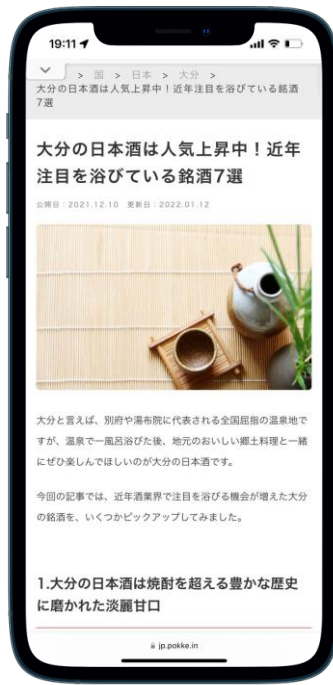 19:11
> 国 > 日本 > 大分 >
大分の日本酒は人気上昇中！近年注目を浴びている銘酒
7選
大分の日本酒は人気上昇中！近年
注目を浴びている銘酒7選
公開日：2021.12.10 更新日：2022.01.12
大分と言えば、別府や湯布院に代表される全国屈指の温泉地で
すが、温泉で一風呂浴びた後、地元のおいしい郷土料理と一緒
にぜひ楽しんでほしいのが大分の日本酒です。
今回の記事では、近年酒業界で注目を浴びる機会が増えた大分
の銘酒を、いくつかピックアップしてみました。
1.大分の日本酒は焼酎を超える豊かな歴史
に磨かれた淡麗甘口
jp.pokke.in